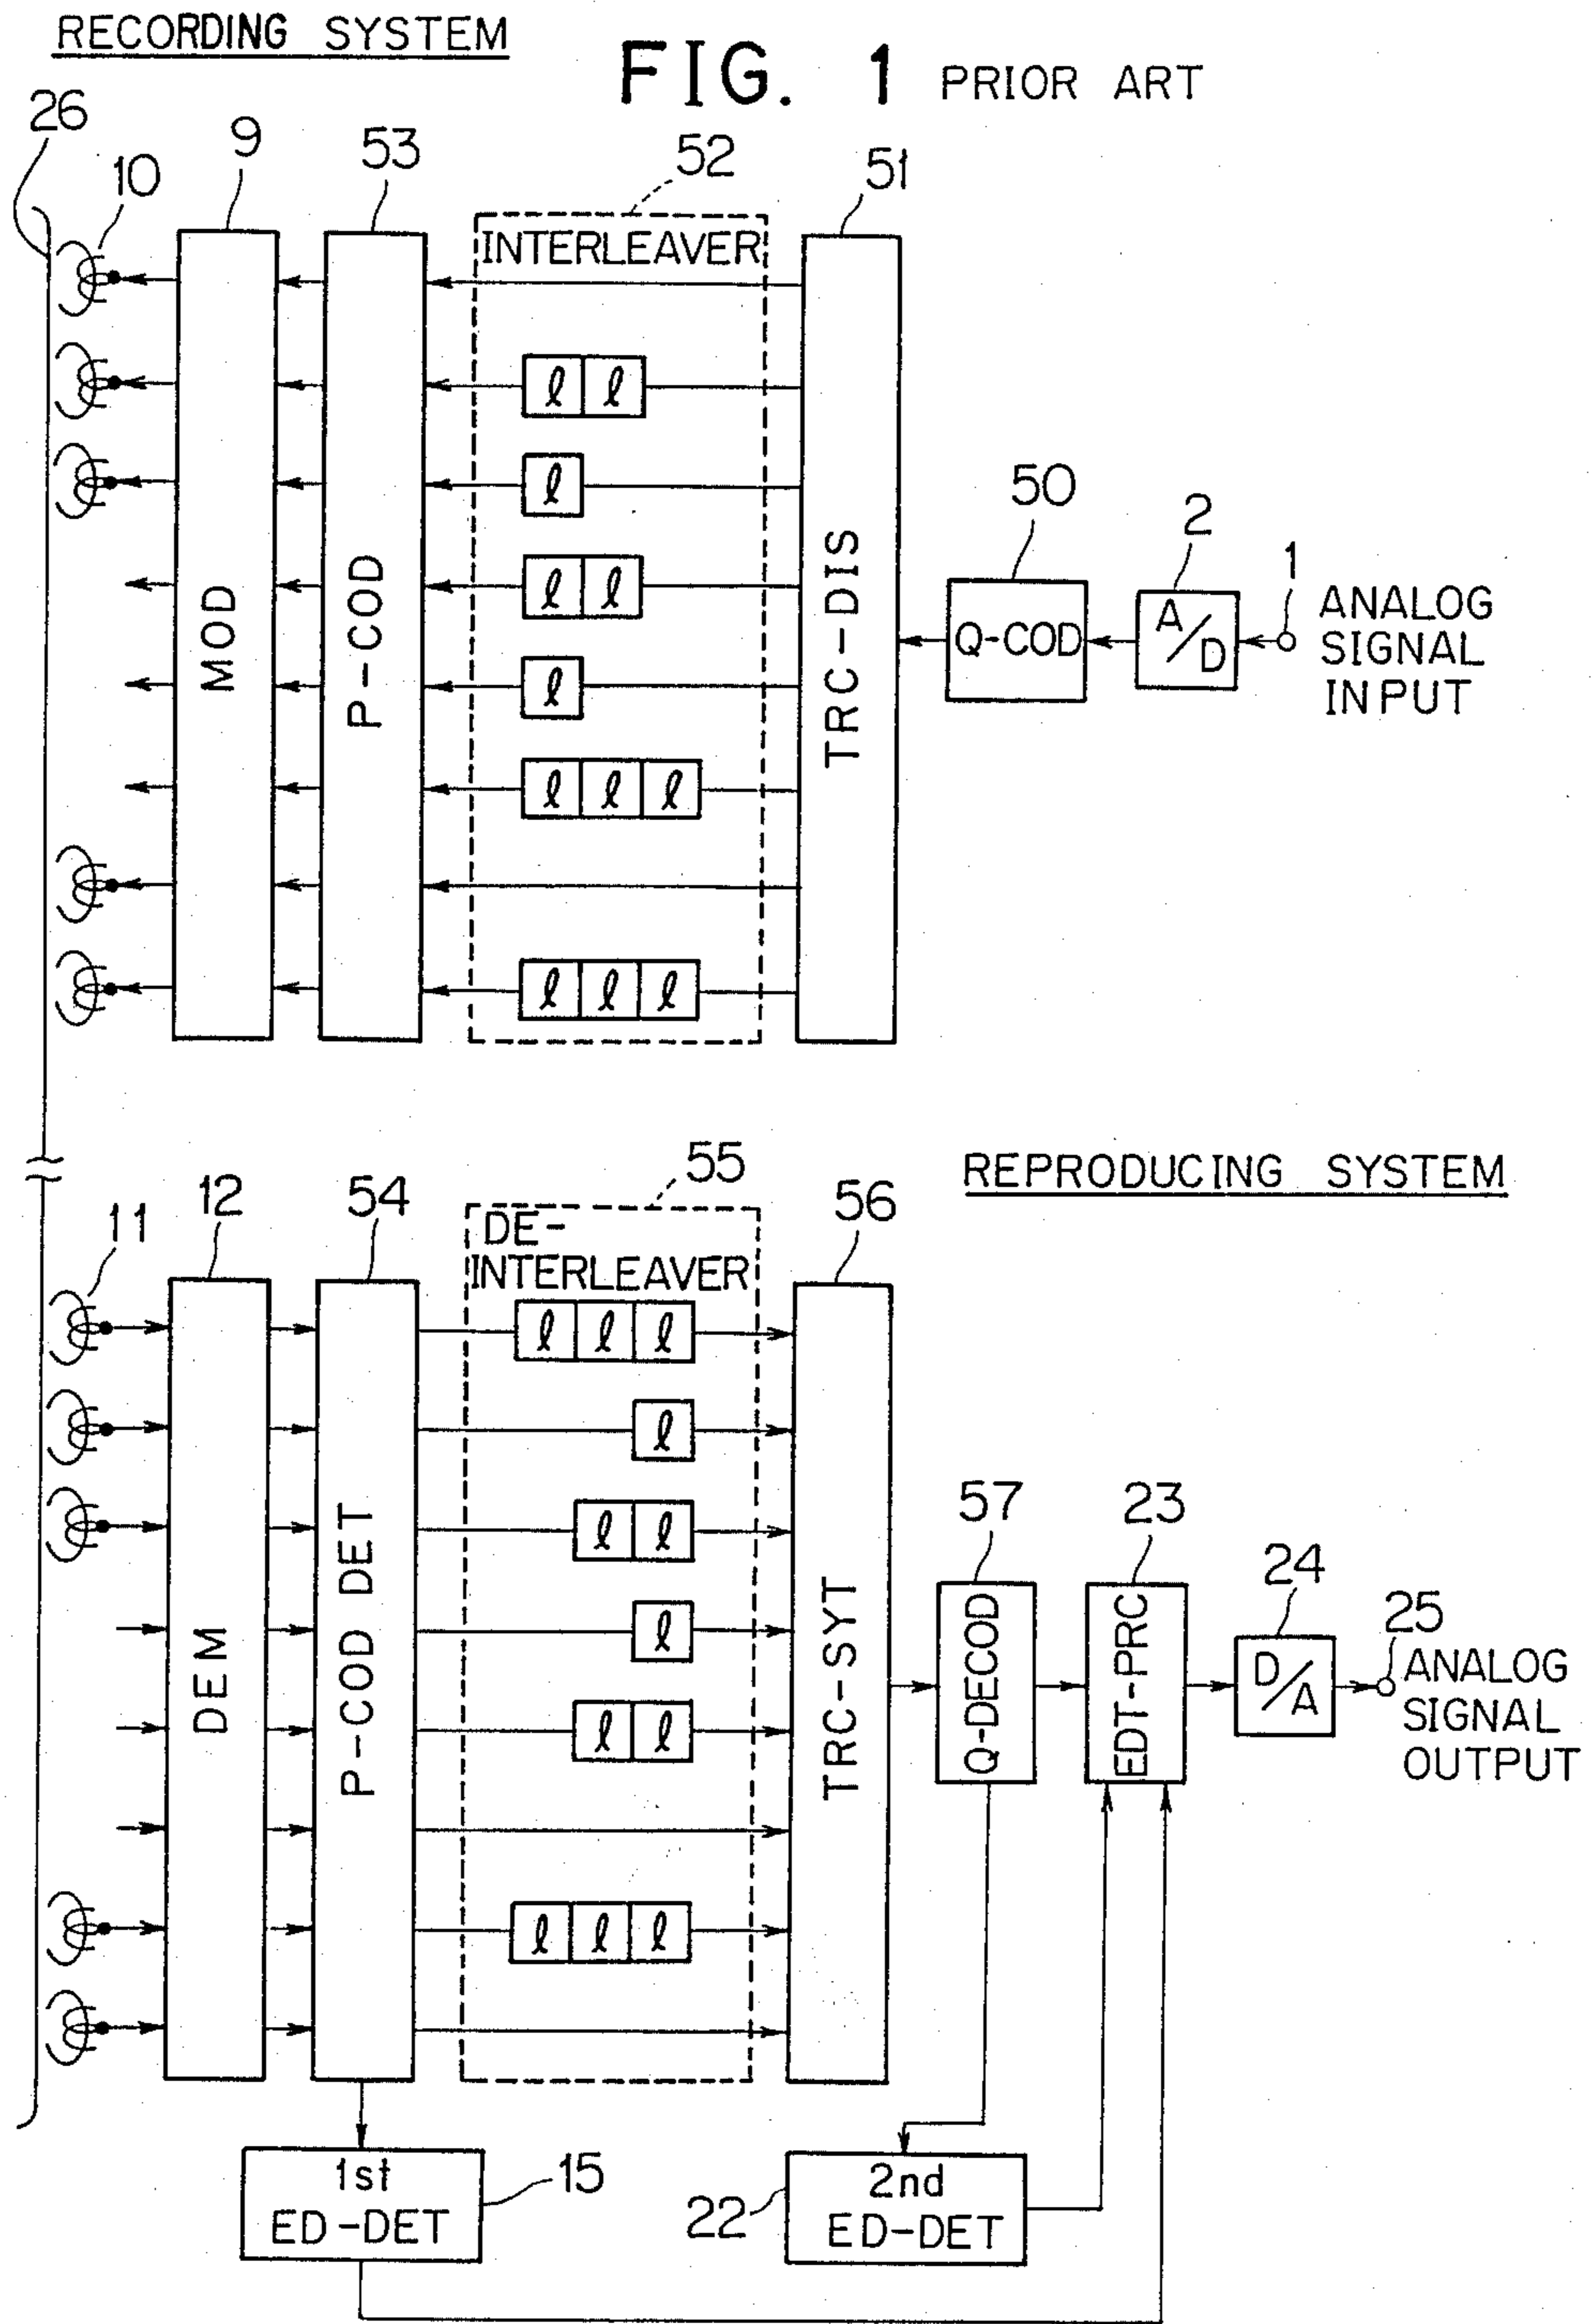 RECORDING SYSTEM
FIG. 1 PRIOR ART
26
10
9
53
52
51
INTERLEAVER
ℓ ℓ
ℓ
ℓ ℓ
ℓ
ℓ ℓ ℓ
ℓ ℓ ℓ
MOD
P-COD
TRC-DIS
50
Q-COD
2
A/D
1
ANALOG
SIGNAL
INPUT
REPRODUCING SYSTEM
11
12
54
55
56
DE-
INTERLEAVER
ℓ ℓ ℓ
ℓ
ℓ ℓ
ℓ
ℓ ℓ
ℓ ℓ ℓ
DEM
P-COD DET
TRC-SYT
57
Q-DECOD
23
EDT-PRC
24
D/A
25
ANALOG
SIGNAL
OUTPUT
1st
ED-DET
15
22
2nd
ED-DET